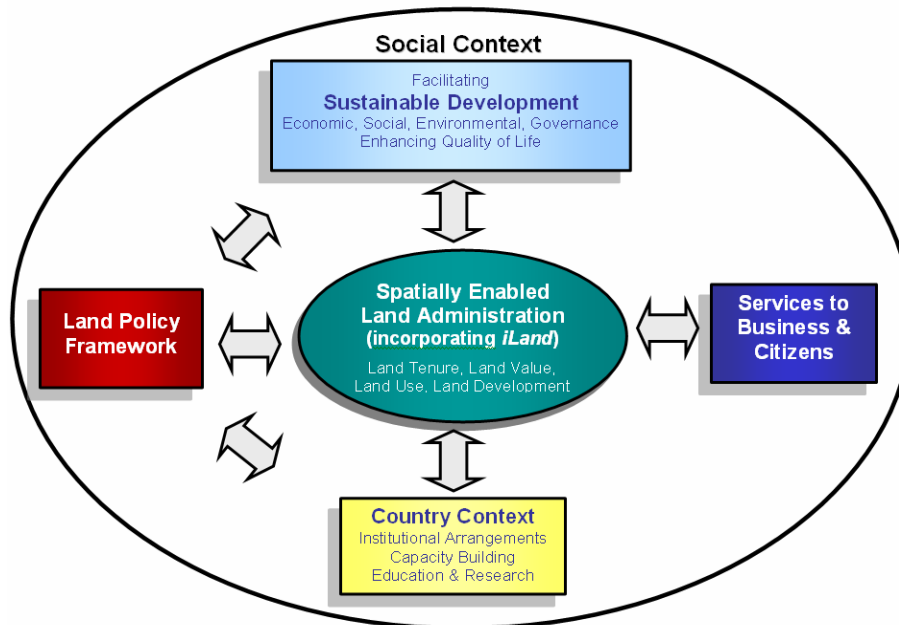 Social Context
Facilitating
Sustainable Development
Economic, Social, Environmental, Governance
Enhancing Quality of Life
Land Policy
Framework
Spatially Enabled
Land Administration
(incorporating iLand)
Land Tenure, Land Value,
Land Use, Land Development
Services to
Business &
Citizens
Country Context
Institutional Arrangements
Capacity Building
Education & Research